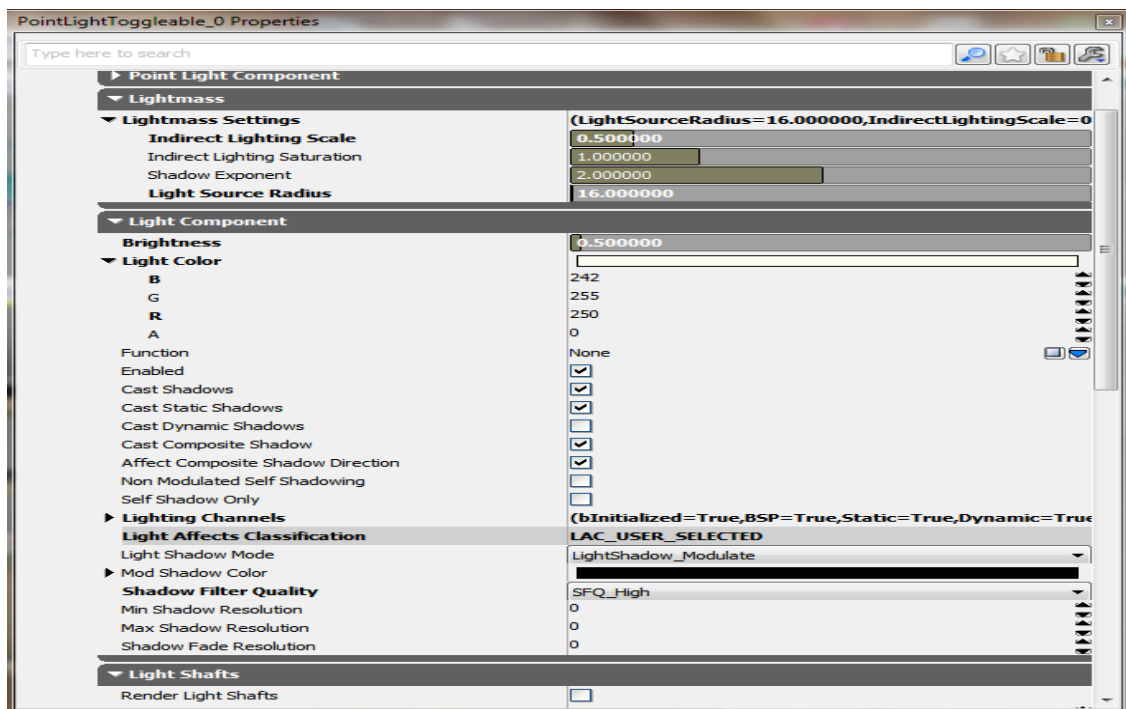 PointLightToggleable_0 Properties
Type here to search
Point Light Component
Lightmass
Lightmass Settings (LightSourceRadius=16.000000,IndirectLightingScale=0
Indirect Lighting Scale 0.500000
Indirect Lighting Saturation 1.000000
Shadow Exponent 2.000000
Light Source Radius 16.000000
Light Component
Brightness 0.500000
Light Color
B 242
G 255
R 250
A 0
Function None
Enabled
Cast Shadows
Cast Static Shadows
Cast Dynamic Shadows
Cast Composite Shadow
Affect Composite Shadow Direction
Non Modulated Self Shadowing
Self Shadow Only
Lighting Channels (bInitialized=True,BSP=True,Static=True,Dynamic=True
Light Affects Classification LAC_USER_SELECTED
Light Shadow Mode LightShadow_Modulate
Mod Shadow Color
Shadow Filter Quality SFQ_High
Min Shadow Resolution 0
Max Shadow Resolution 0
Shadow Fade Resolution 0
Light Shafts
Render Light Shafts